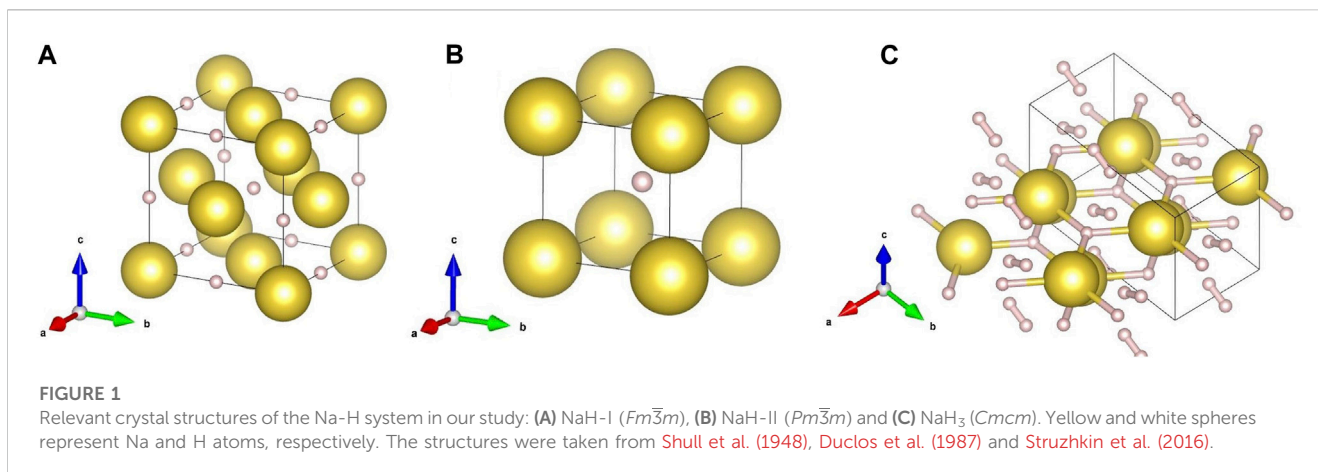 A
B
C
c
b
a
c
b
a
c
a
b
FIGURE 1
Relevant crystal structures of the Na-H system in our study: (A) NaH-I (Fm3̅m), (B) NaH-II (Pm3̅m) and (C) NaH₃ (Cmcm). Yellow and white spheres
represent Na and H atoms, respectively. The structures were taken from Shull et al. (1948), Duclos et al. (1987) and Struzhkin et al. (2016).